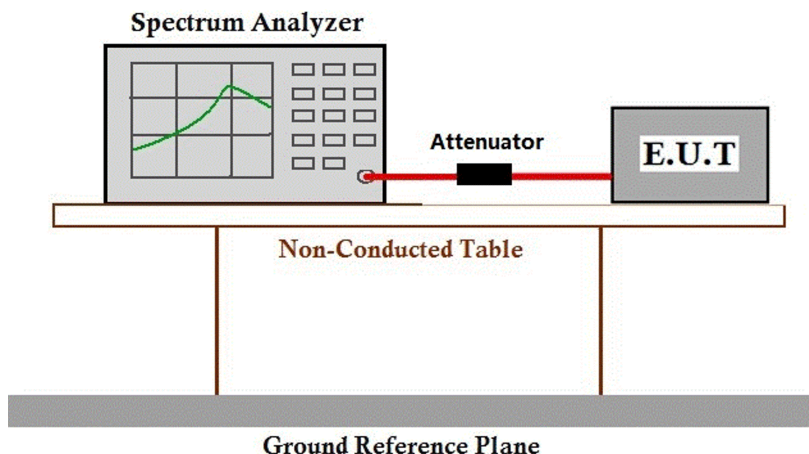 Spectrum Analyzer
Attenuator
E.U.T
Non-Conducted Table
Ground Reference Plane